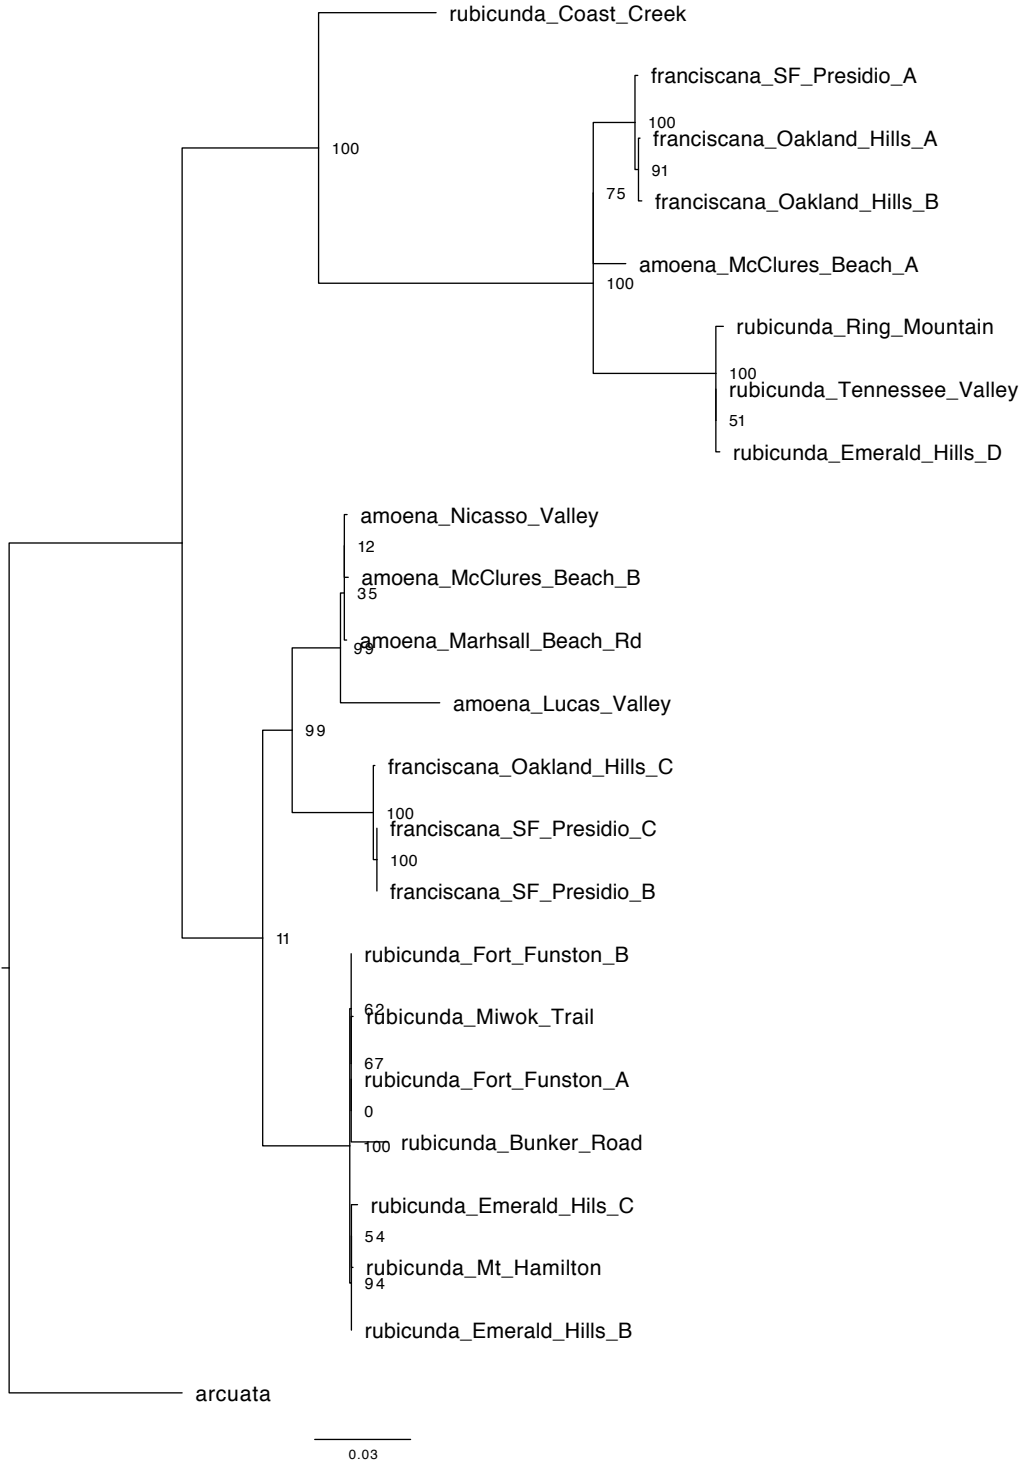 rubicunda_Coast_Creek
franciscana_SF_Presidio_A
100
franciscana_Oakland_Hills_A
100
91
75
franciscana_Oakland_Hills_B
amoena_McClures_Beach_A
100
rubicunda_Ring_Mountain
100
rubicunda_Tennessee_Valley
51
rubicunda_Emerald_Hills_D
amoena_Nicasso_Valley
12
amoena_McClures_Beach_B
35
amoena_Marhsall_Beach_Rd
99
amoena_Lucas_Valley
99
franciscana_Oakland_Hills_C
100
franciscana_SF_Presidio_C
100
franciscana_SF_Presidio_B
11
rubicunda_Fort_Funston_B
62
rubicunda_Miwok_Trail
67
rubicunda_Fort_Funston_A
0
rubicunda_Bunker_Road
100
rubicunda_Emerald_Hils_C
54
rubicunda_Mt_Hamilton
94
rubicunda_Emerald_Hills_B
arcuata
0.03